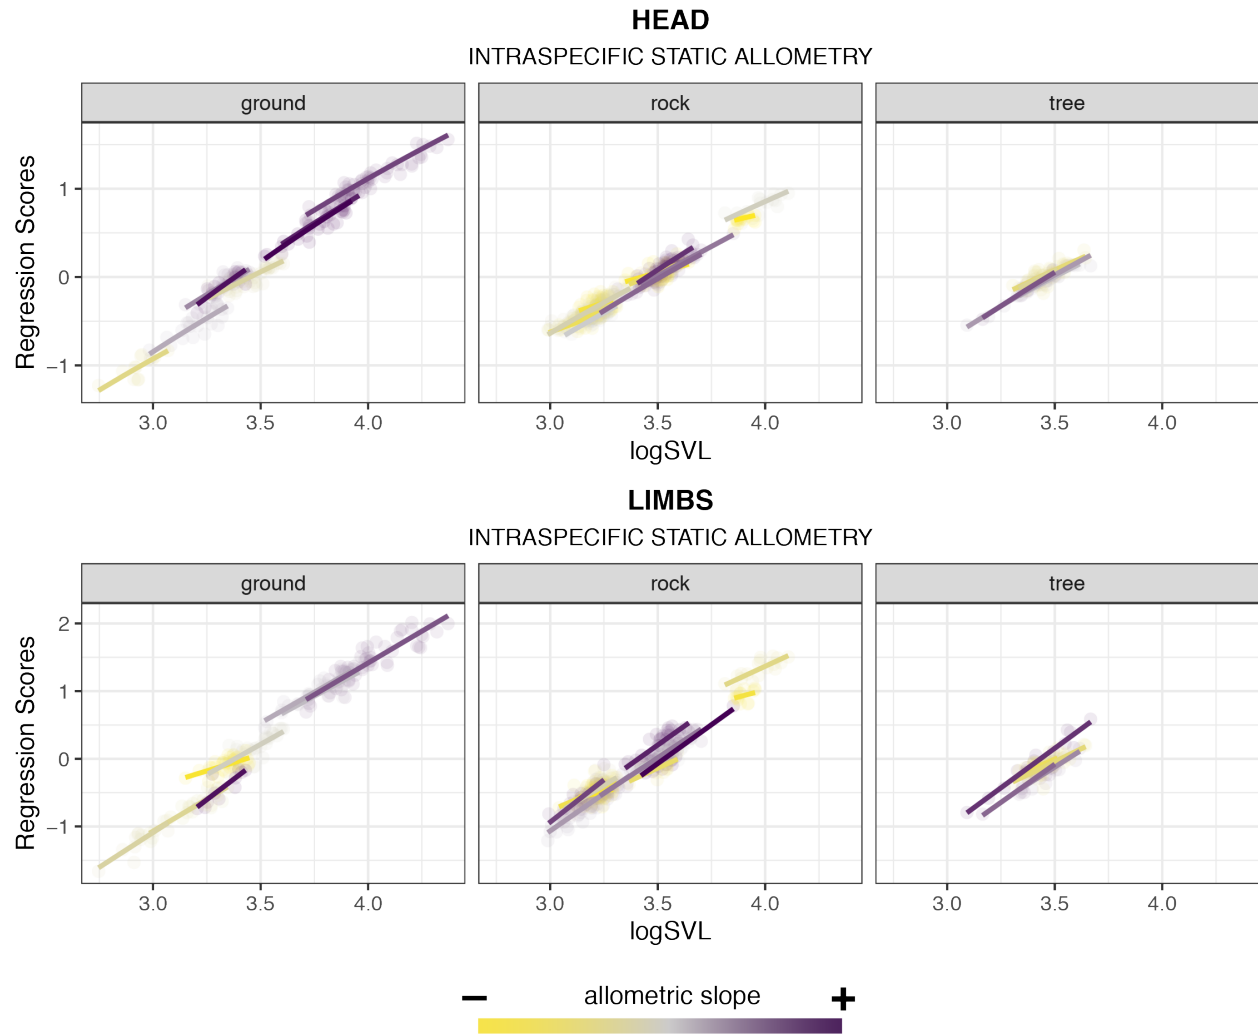 HEAD
INTRASPECIFIC STATIC ALLOMETRY
ground rock tree
Regression Scores
1
0
−1
3.0 3.5 4.0 3.0 3.5 4.0 3.0 3.5 4.0
logSVL
LIMBS
INTRASPECIFIC STATIC ALLOMETRY
ground rock tree
Regression Scores
2
1
0
−1
3.0 3.5 4.0 3.0 3.5 4.0 3.0 3.5 4.0
logSVL
− allometric slope +